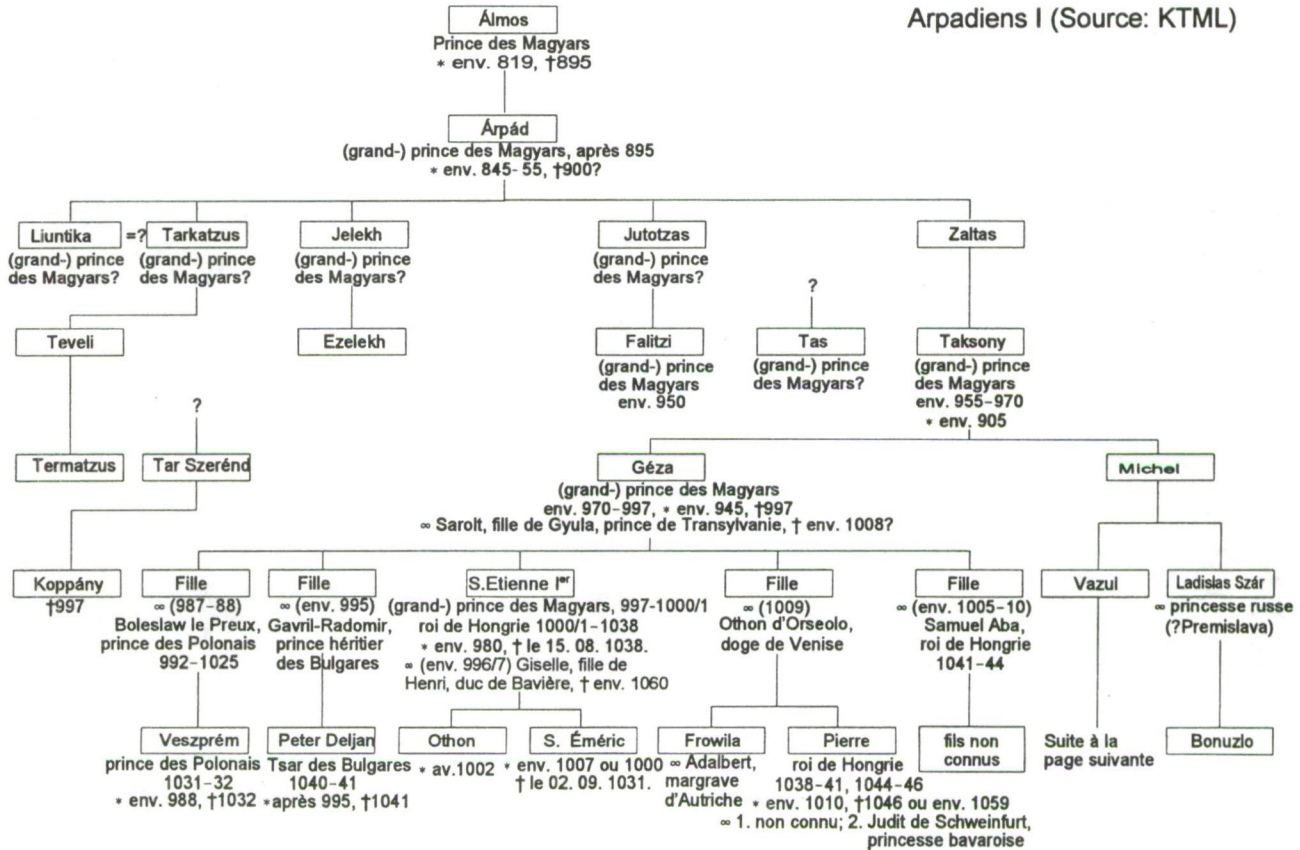 Arpadiens I (Source: KTML)
Álmos
Prince des Magyars
* env. 819, †895
Árpád
(grand-) prince des Magyars, après 895
* env. 845-55, †900?
Liuntika
(grand-) prince
des Magyars?
=?
Tarkatzus
(grand-) prince
des Magyars?
Jelekh
(grand-) prince
des Magyars?
Jutotzas
(grand-) prince
des Magyars?
Zaltas
Teveli
Ezelekh
Falitzi
(grand-) prince
des Magyars
env. 950
?
Tas
(grand-) prince
des Magyars?
Taksony
(grand-) prince
des Magyars
env. 955-970
* env. 905
Termatzus
?
Tar Szerénd
Géza
(grand-) prince des Magyars
env. 970-997, * env. 945, †997
∞ Sarolt, fille de Gyula, prince de Transylvanie, † env. 1008?
Michel
Koppány
†997
Fille
∞ (987-88)
Boleslaw le Preux,
prince des Polonais
992-1025
Fille
∞ (env. 995)
Gavril-Radomir,
prince héritier
des Bulgares
S.Etienne Ier
(grand-) prince des Magyars, 997-1000/1
roi de Hongrie 1000/1-1038
* env. 980, † le 15. 08. 1038.
∞ (env. 996/7) Giselle, fille de
Henri, duc de Bavière, † env. 1060
Fille
∞ (1009)
Othon d'Orseolo,
doge de Venise
Fille
∞ (env. 1005-10)
Samuel Aba,
roi de Hongrie
1041-44
Vazul
Ladislas Szár
∞ princesse russe
(?Premislava)
Veszprém
prince des Polonais
1031-32
* env. 988, †1032
Peter Deljan
Tsar des Bulgares
1040-41
*après 995, †1041
Othon
* av.1002
S. Éméric
* env. 1007 ou 1000
† le 02. 09. 1031.
Frowila
∞ Adalbert,
margrave
d'Autriche
Pierre
roi de Hongrie
1038-41, 1044-46
* env. 1010, †1046 ou env. 1059
∞ 1. non connu; 2. Judit de Schweinfurt,
princesse bavaroise
fils non
connus
Suite à la
page suivante
Bonuzlo